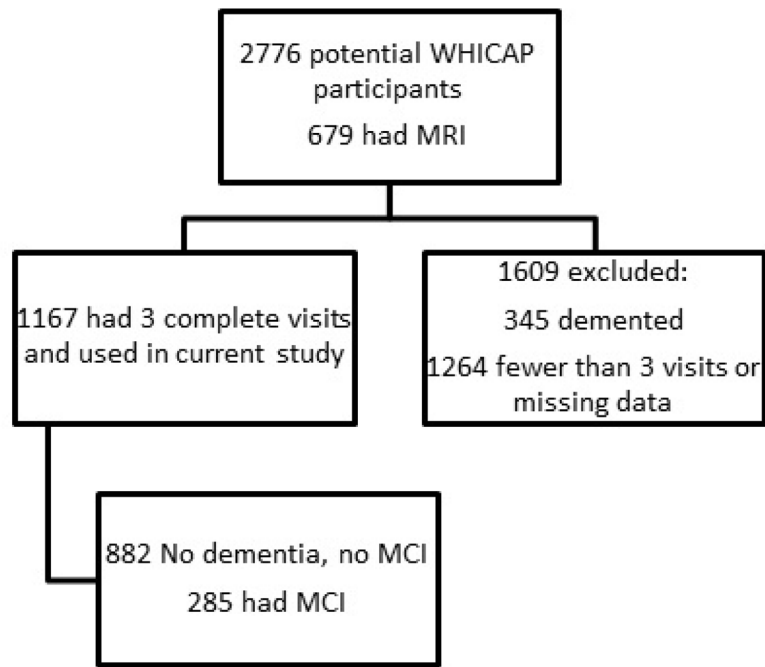 2776 potential WHICAP
participants
679 had MRI
1167 had 3 complete visits
and used in current study
1609 excluded:
345 demented
1264 fewer than 3 visits or
missing data
882 No dementia, no MCI
285 had MCI